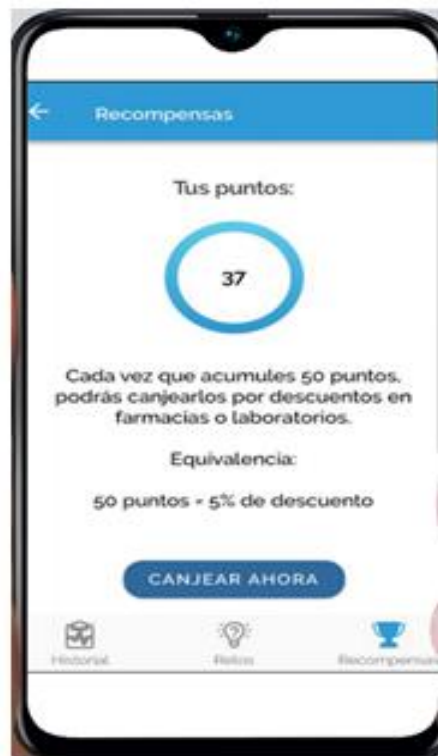 Recompensas
Tus puntos:
37
Cada vez que acumules 50 puntos,
podrás canjearlos por descuentos en
farmacias o laboratorios.
Equivalencia:
50 puntos = 5% de descuento
CANJEAR AHORA
Historial
Retos
Recompensas